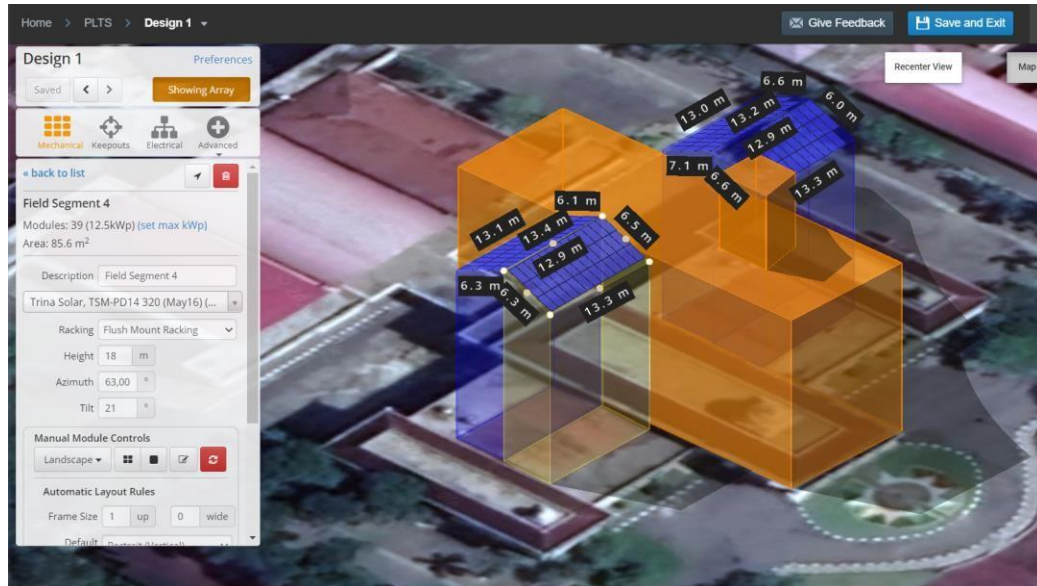 Home > PLTS > Design 1
Give Feedback
Save and Exit
Design 1
Preferences
Saved
Showing Array
Recenter View
Map
Mechanical
Keepouts
Electrical
Advanced
« back to list
Field Segment 4
Modules: 39 (12.5kWp) (set max kWp)
Area: 85.6 m²
Description Field Segment 4
Trina Solar, TSM-PD14 320 (May16) (...
Racking Flush Mount Racking
Height 18 m
Azimuth 63,00 °
Tilt 21 °
Manual Module Controls
Landscape
Automatic Layout Rules
Frame Size 1 up 0 wide
Default Portrait (Vertical)
6.6 m
13.0 m
13.2 m
6.0 m
12.9 m
7.1 m
6.6 m
13.3 m
6.1 m
13.1 m
13.4 m
6.5 m
12.9 m
6.3 m
6.3 m
13.3 m